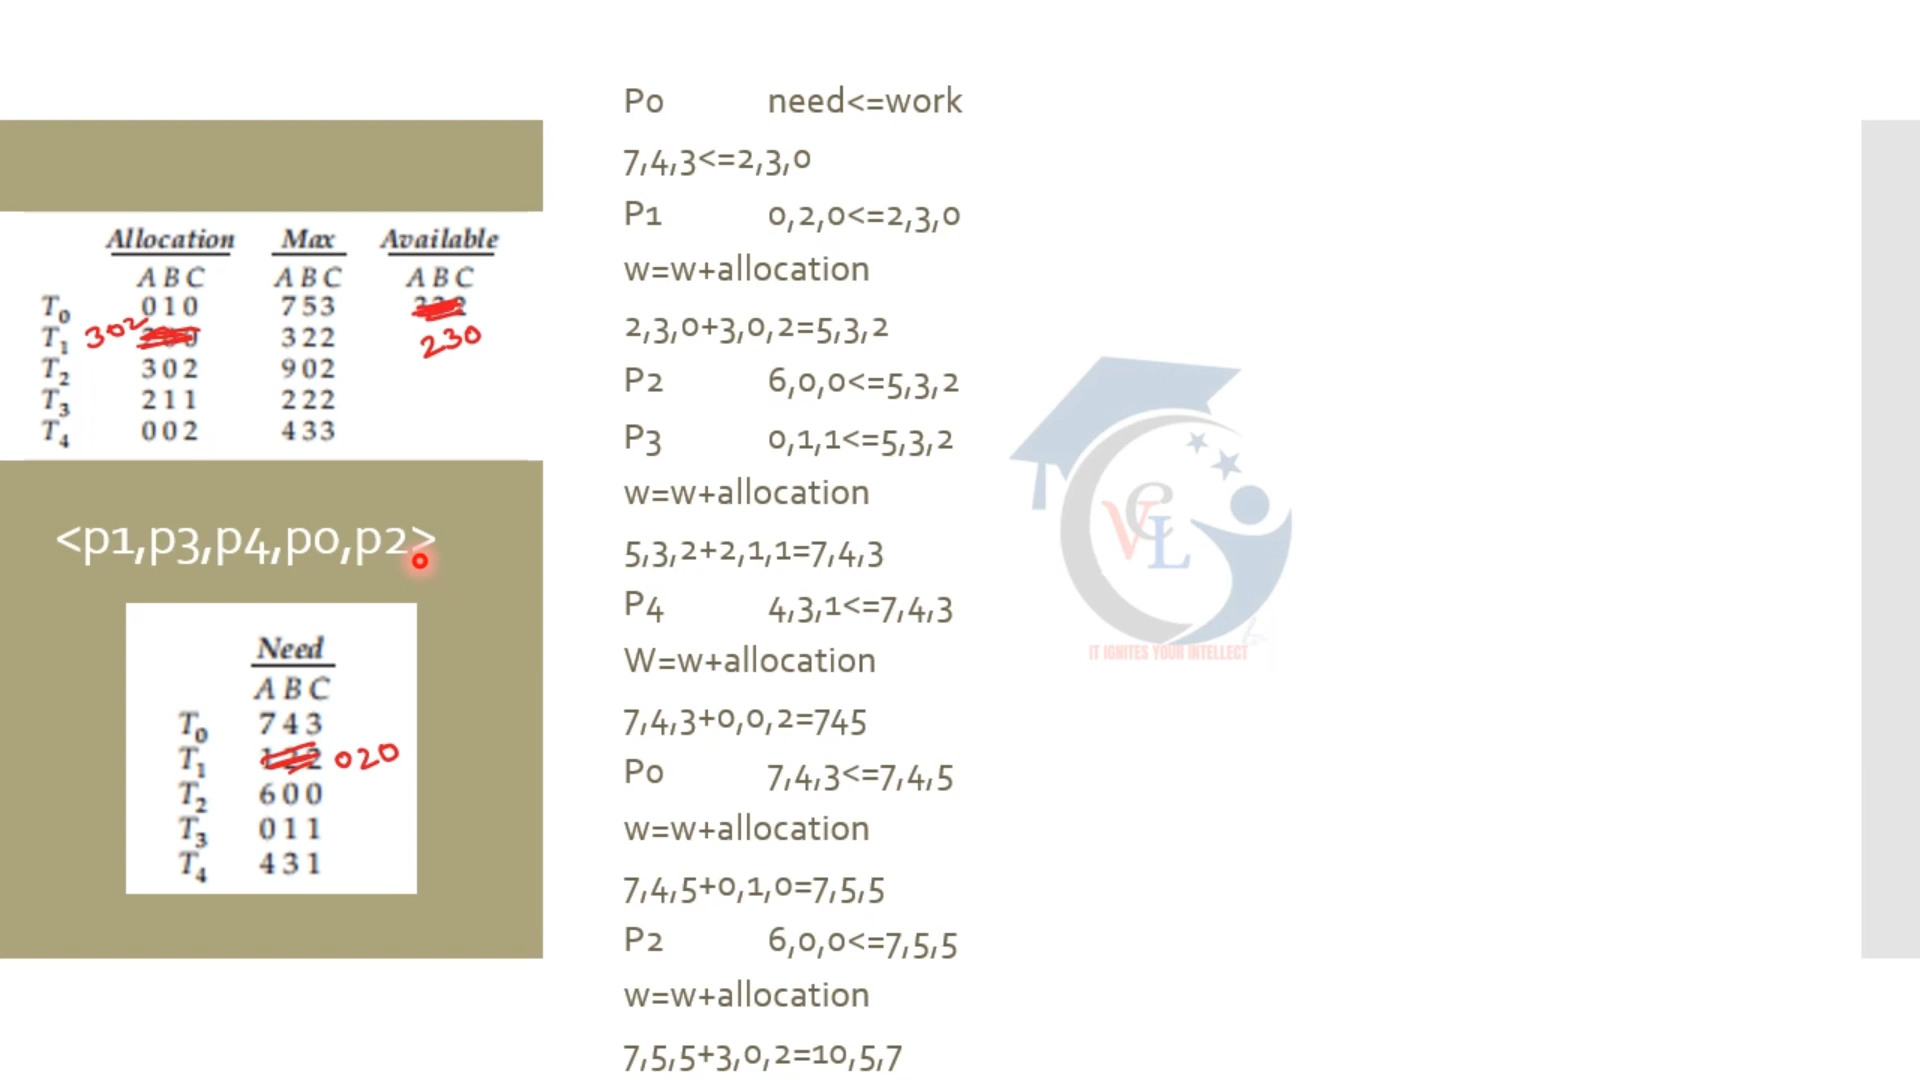 Allocation Max Available
A B C A B C A B C
T0 0 1 0 7 5 3
T1 302 3 2 2 230
T2 3 0 2 9 0 2
T3 2 1 1 2 2 2
T4 0 0 2 4 3 3
<p1,p3,p4,p0,p2>
Need
A B C
T0 7 4 3
T1 020
T2 6 0 0
T3 0 1 1
T4 4 3 1
P0 need<=work
7,4,3<=2,3,0
P1 0,2,0<=2,3,0
w=w+allocation
2,3,0+3,0,2=5,3,2
P2 6,0,0<=5,3,2
P3 0,1,1<=5,3,2
w=w+allocation
5,3,2+2,1,1=7,4,3
P4 4,3,1<=7,4,3
W=w+allocation
7,4,3+0,0,2=745
P0 7,4,3<=7,4,5
w=w+allocation
7,4,5+0,1,0=7,5,5
P2 6,0,0<=7,5,5
w=w+allocation
7,5,5+3,0,2=10,5,7
VeL
IT IGNITES YOUR INTELLECT